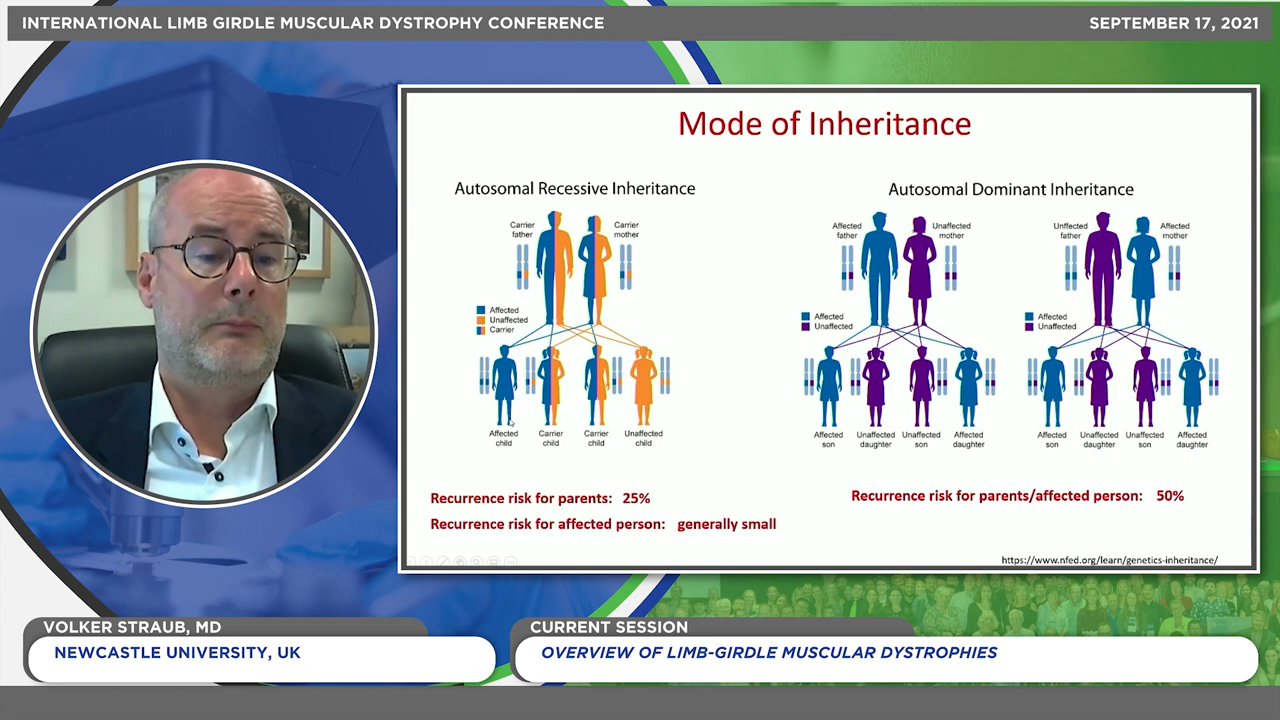 INTERNATIONAL LIMB GIRDLE MUSCULAR DYSTROPHY CONFERENCE
SEPTEMBER 17, 2021
Mode of Inheritance
Autosomal Recessive Inheritance
Carrier
father
Carrier
mother
Affected
Unaffected
Carrier
Affected
child
Carrier
child
Carrier
child
Unaffected
child
Recurrence risk for parents: 25%
Recurrence risk for affected person: generally small
Autosomal Dominant Inheritance
Affected
father
Unaffected
mother
Affected
Unaffected
Affected
son
Unaffected
daughter
Unaffected
son
Affected
daughter
Unffected
father
Affected
mother
Affected
Unaffected
Affected
son
Unaffected
daughter
Unaffected
son
Affected
daughter
Recurrence risk for parents/affected person: 50%
https://www.nfed.org/learn/genetics-inheritance/
VOLKER STRAUB, MD
NEWCASTLE UNIVERSITY, UK
CURRENT SESSION
OVERVIEW OF LIMB-GIRDLE MUSCULAR DYSTROPHIES